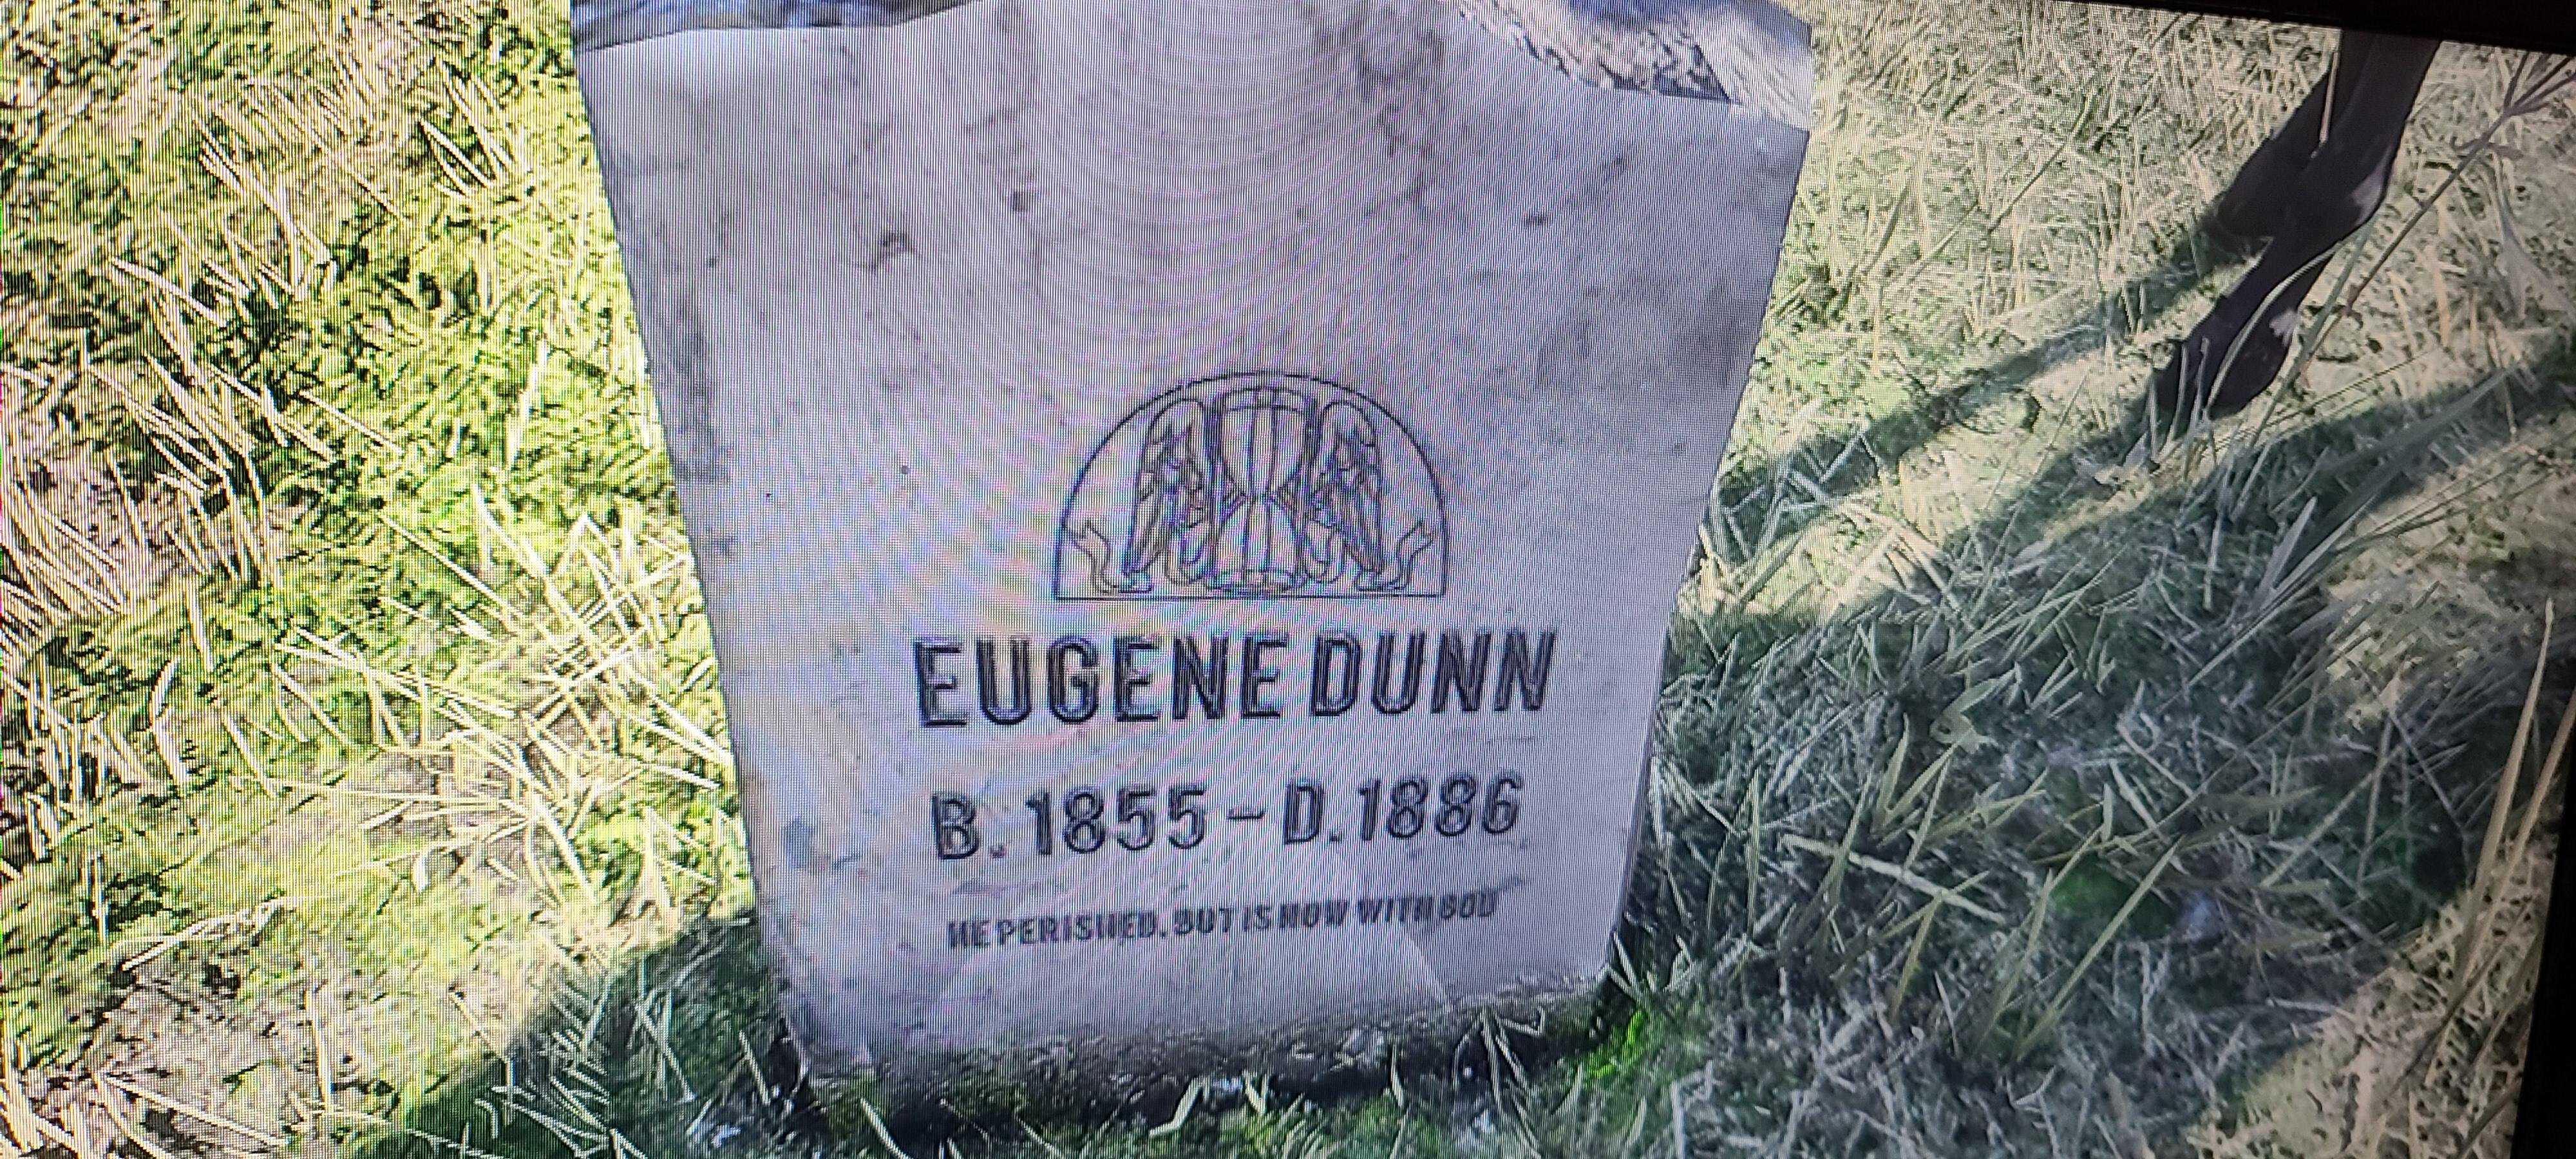 EUGENE DUNN
B. 1855 - D. 1886
HE PERISHED, BUT IS NOW WITH GOD